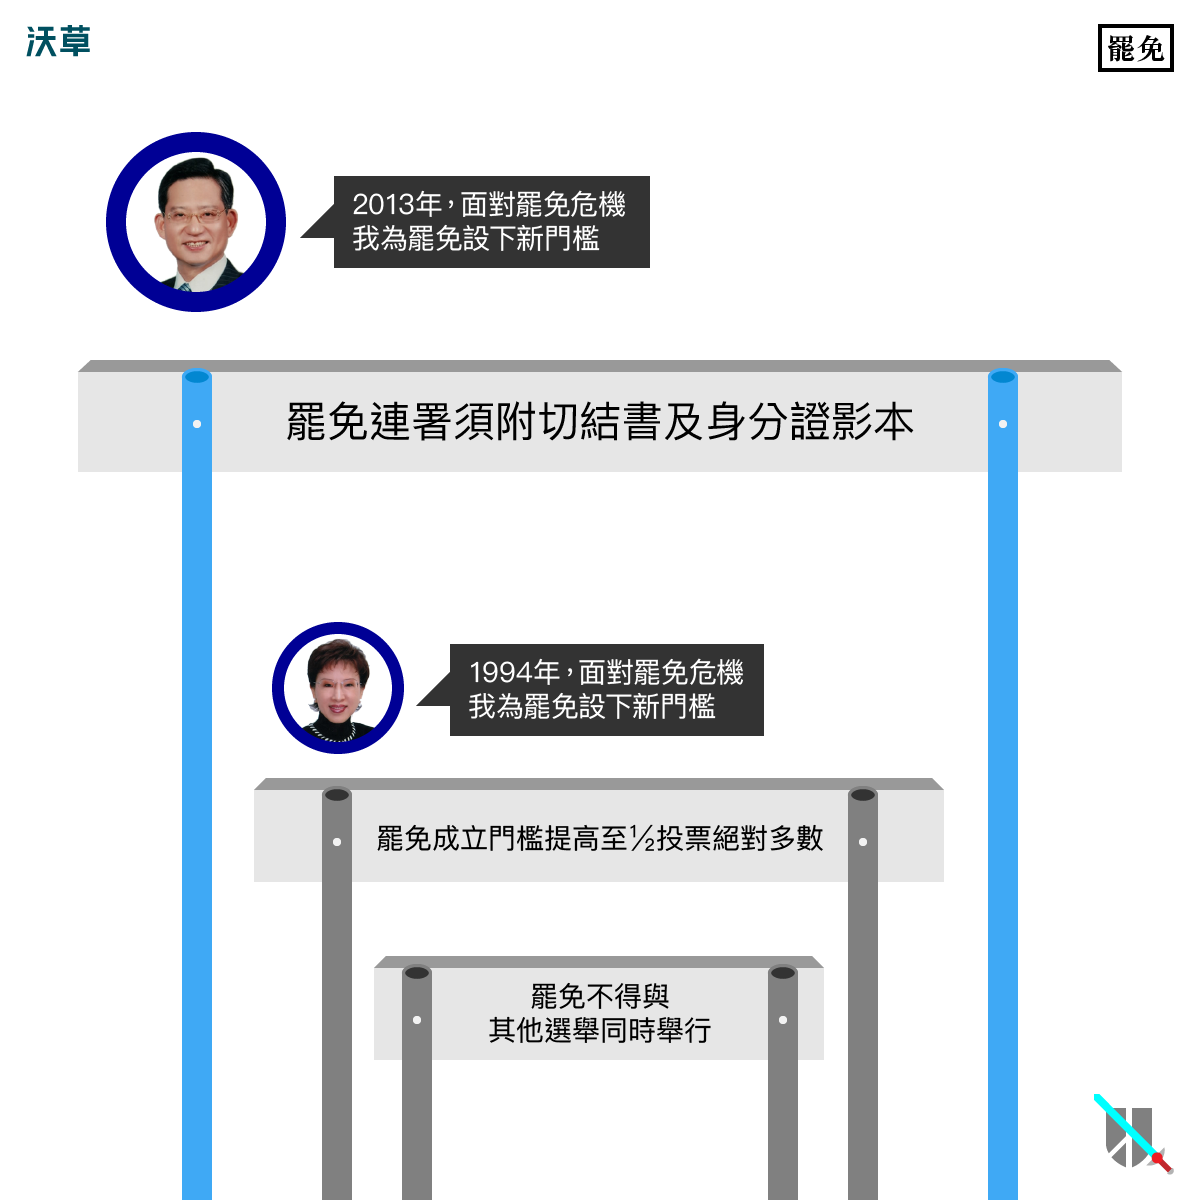 沃草
罷免
2013年，面對罷免危機
我為罷免設下新門檻
罷免連署須附切結書及身分證影本
1994年，面對罷免危機
我為罷免設下新門檻
罷免成立門檻提高至½投票絕對多數
罷免不得與
其他選舉同時舉行